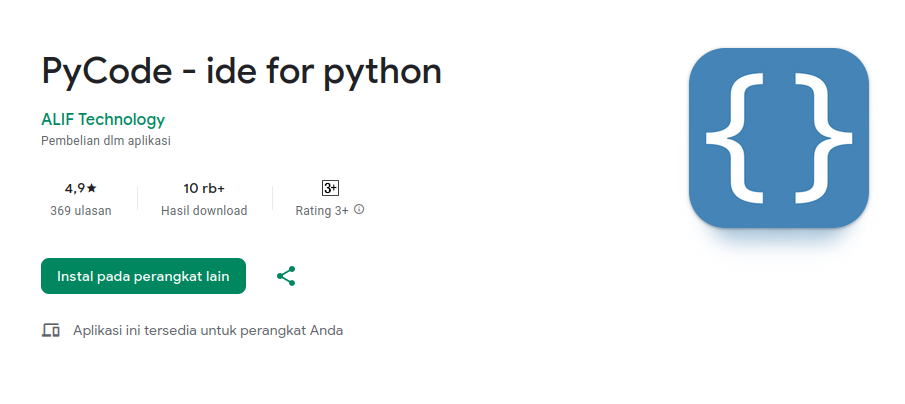 PyCode - ide for python
ALIF Technology
Pembelian dlm aplikasi
4,9★
369 ulasan
10 rb+
Hasil download
3+
Rating 3+
Instal pada perangkat lain
Aplikasi ini tersedia untuk perangkat Anda
{ }